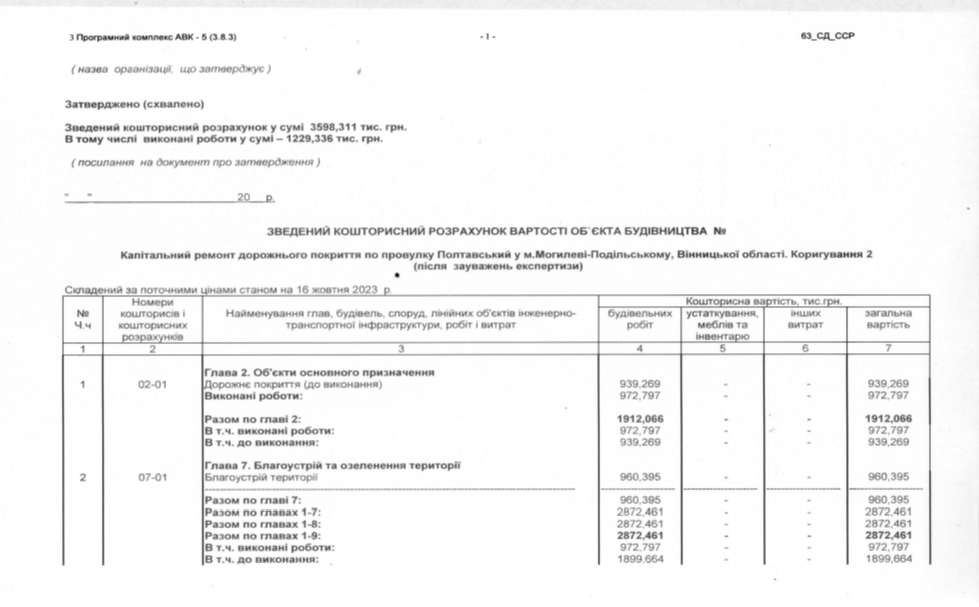 3 Програмний комплекс АВК - 5 (3.8.3) - 1 - 63_СД_ССР
( назва організації, що затверджує )
Затверджено (схвалено)
Зведений кошторисний розрахунок у сумі 3598,311 тис. грн.
В тому числі виконані роботи у сумі – 1229,336 тис. грн.
( посилання на документ про затвердження )
" " 20 р.
ЗВЕДЕНИЙ КОШТОРИСНИЙ РОЗРАХУНОК ВАРТОСТІ ОБ`ЄКТА БУДІВНИЦТВА №
Капітальний ремонт дорожнього покриття по провулку Полтавський у м.Могилеві-Подільському, Вінницької області. Коригування 2
(після зауважень експертизи)
Складений за поточними цінами станом на 16 жовтня 2023 р.
№ Ч.ч Номери кошторисів і кошторисних розрахунків Найменування глав, будівель, споруд, лінійних об'єктів інженерно-транспортної інфраструктури, робіт і витрат Кошторисна вартість, тис.грн.
будівельних робіт устаткування, меблів та інвентарю інших витрат загальна вартість
1 2 3 4 5 6 7
Глава 2. Об'єкти основного призначення
1 02-01 Дорожнє покриття (до виконання) 939,269 - - 939,269
Виконані роботи: 972,797 - - 972,797
Разом по главі 2: 1912,066 - - 1912,066
В т.ч. виконані роботи: 972,797 - - 972,797
В т.ч. до виконання: 939,269 - - 939,269
Глава 7. Благоустрій та озеленення території
2 07-01 Благоустрій території 960,395 - - 960,395
Разом по главі 7: 960,395 - - 960,395
Разом по главах 1-7: 2872,461 - - 2872,461
Разом по главах 1-8: 2872,461 - - 2872,461
Разом по главах 1-9: 2872,461 - - 2872,461
В т.ч. виконані роботи: 972,797 - - 972,797
В т.ч. до виконання: 1899,664 - - 1899,664